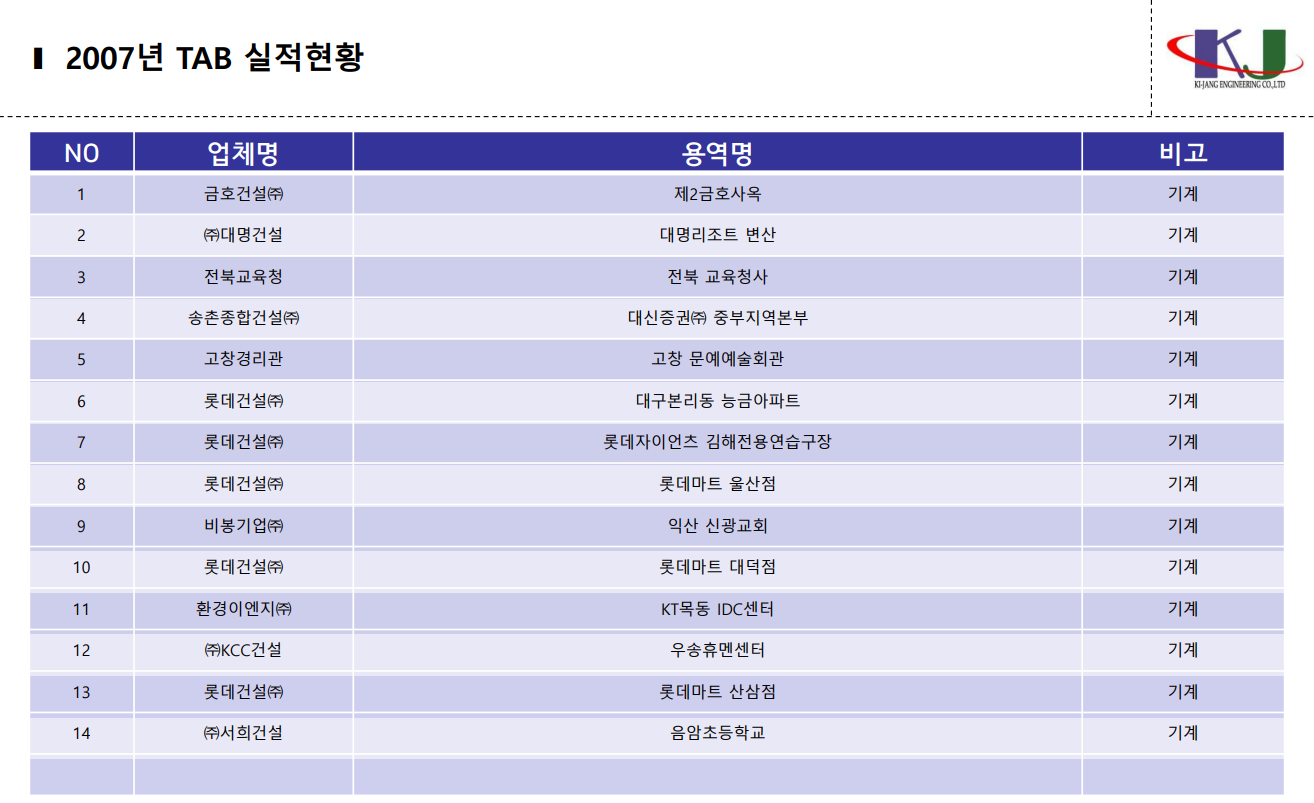 2007년 TAB 실적현황
KJ
KI-JANG ENGINEERING CO.,LTD
NO 업체명 용역명 비고
1 금호건설㈜ 제2금호사옥 기계
2 ㈜대명건설 대명리조트 변산 기계
3 전북교육청 전북 교육청사 기계
4 송촌종합건설㈜ 대신증권㈜ 중부지역본부 기계
5 고창경리관 고창 문예예술회관 기계
6 롯데건설㈜ 대구본리동 능금아파트 기계
7 롯데건설㈜ 롯데자이언츠 김해전용연습구장 기계
8 롯데건설㈜ 롯데마트 울산점 기계
9 비봉기업㈜ 익산 신광교회 기계
10 롯데건설㈜ 롯데마트 대덕점 기계
11 환경이엔지㈜ KT목동 IDC센터 기계
12 ㈜KCC건설 우송휴멘센터 기계
13 롯데건설㈜ 롯데마트 산삼점 기계
14 ㈜서희건설 음암초등학교 기계